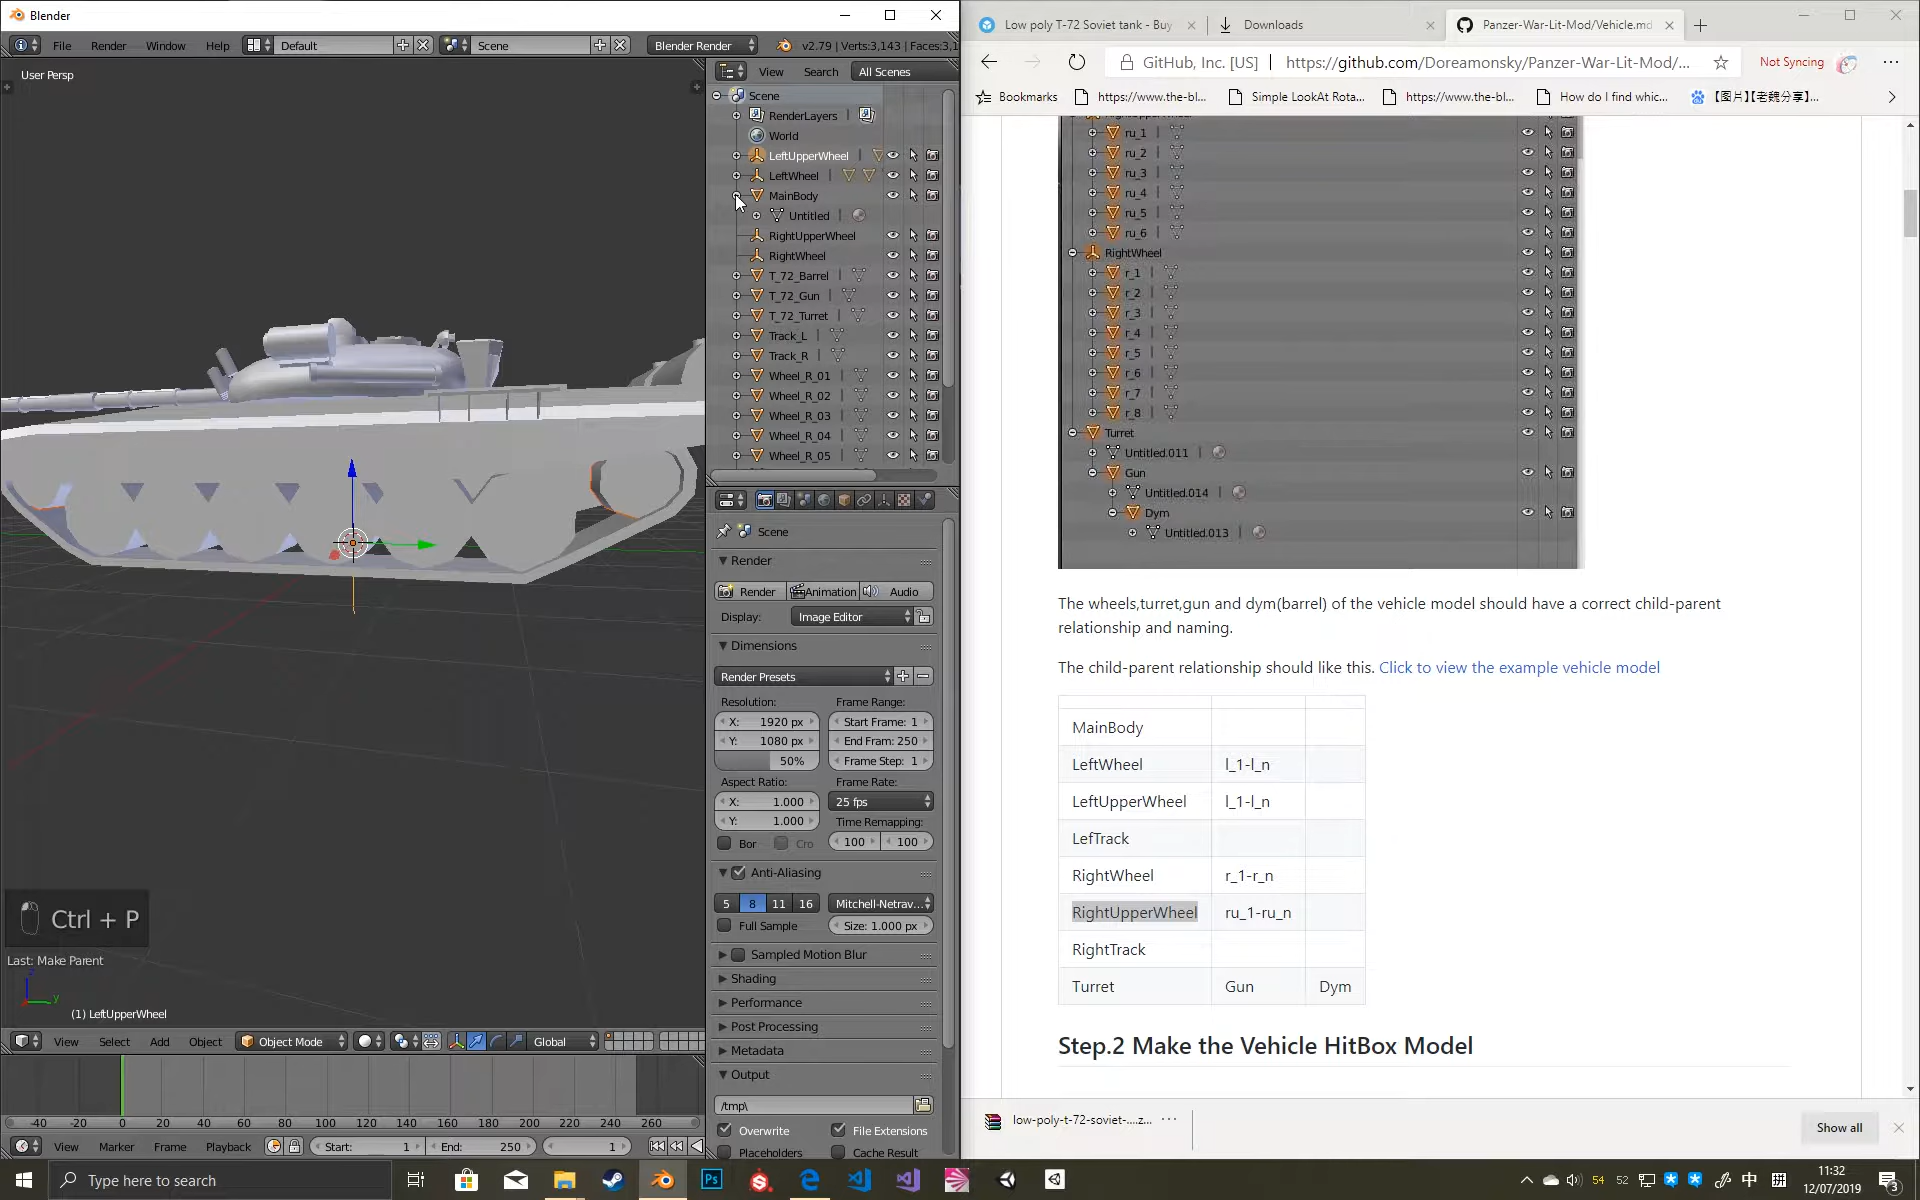 Blender
File Render Window Help Default Scene Blender Render v2.79 | Verts:3,143 | Faces:3,1
User Persp
View Search All Scenes
Scene
RenderLayers
World
LeftUpperWheel
LeftWheel
MainBody
Untitled
RightUpperWheel
RightWheel
T_72_Barrel
T_72_Gun
T_72_Turret
Track_L
Track_R
Wheel_R_01
Wheel_R_02
Wheel_R_03
Wheel_R_04
Wheel_R_05
Scene
Render
Render Animation Audio
Display: Image Editor
Dimensions
Render Presets
Resolution: Frame Range:
X: 1920 px Start Frame: 1
Y: 1080 px End Fram: 250
50% Frame Step: 1
Aspect Ratio: Frame Rate:
X: 1.000 25 fps
Y: 1.000 Time Remapping:
Bor Cro 100 100
Anti-Aliasing
5 8 11 16 Mitchell-Netrav...
Full Sample Size: 1.000 px
Sampled Motion Blur
Shading
Performance
Post Processing
Metadata
Output
/tmp\
Overwrite File Extensions
Placeholders Cache Result
Ctrl + P
Last: Make Parent
z
y
(1) LeftUpperWheel
View Select Add Object Object Mode Global
-40 -20 0 20 40 60 80 100 120 140 160 180 200 220 240 260
View Marker Frame Playback Start: 1 End: 250 1
Low poly T-72 Soviet tank - Buy Downloads Panzer-War-Lit-Mod/Vehicle.md
GitHub, Inc. [US] https://github.com/Doreamonsky/Panzer-War-Lit-Mod/... Not Syncing
Bookmarks https://www.the-bl... Simple LookAt Rota... https://www.the-bl... How do I find whic... 【图片】【老魏分享】...
ru_1
ru_2
ru_3
ru_4
ru_5
ru_6
RightWheel
r_1
r_2
r_3
r_4
r_5
r_6
r_7
r_8
Turret
Untitled.011
Gun
Untitled.014
Dym
Untitled.013
The wheels,turret,gun and dym(barrel) of the vehicle model should have a correct child-parent
relationship and naming.
The child-parent relationship should like this. Click to view the example vehicle model
MainBody
LeftWheel l_1-l_n
LeftUpperWheel l_1-l_n
LefTrack
RightWheel r_1-r_n
RightUpperWheel ru_1-ru_n
RightTrack
Turret Gun Dym
Step.2 Make the Vehicle HitBox Model
low-poly-t-72-soviet-....z... Show all
Type here to search 54 52 中 拼 11:32
12/07/2019 3